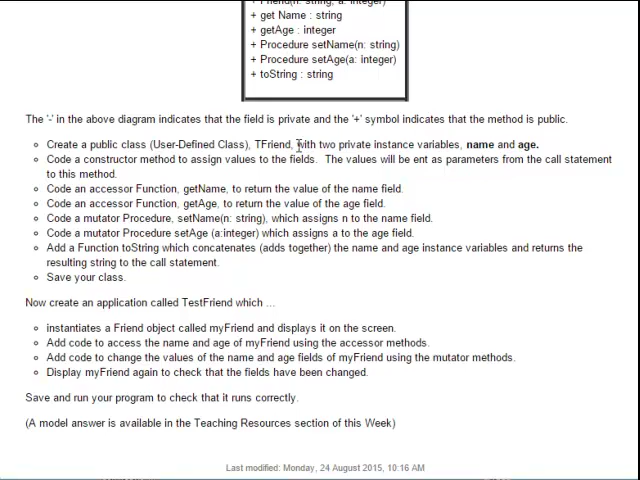 + Friend(n: string, a: integer)
+ get Name : string
+ getAge : integer
+ Procedure setName(n: string)
+ Procedure setAge(a: integer)
+ toString : string
The '-' in the above diagram indicates that the field is private and the '+' symbol indicates that the method is public.
Create a public class (User-Defined Class), TFriend, with two private instance variables, name and age.
Code a constructor method to assign values to the fields. The values will be ent as parameters from the call statement
to this method.
Code an accessor Function, getName, to return the value of the name field.
Code an accessor Function, getAge, to return the value of the age field.
Code a mutator Procedure, setName(n: string), which assigns n to the name field.
Code a mutator Procedure setAge (a:integer) which assigns a to the age field.
Add a Function toString which concatenates (adds together) the name and age instance variables and returns the
resulting string to the call statement.
Save your class.
Now create an application called TestFriend which ...
instantiates a Friend object called myFriend and displays it on the screen.
Add code to access the name and age of myFriend using the accessor methods.
Add code to change the values of the name and age fields of myFriend using the mutator methods.
Display myFriend again to check that the fields have been changed.
Save and run your program to check that it runs correctly.
(A model answer is available in the Teaching Resources section of this Week)
Last modified: Monday, 24 August 2015, 10:16 AM